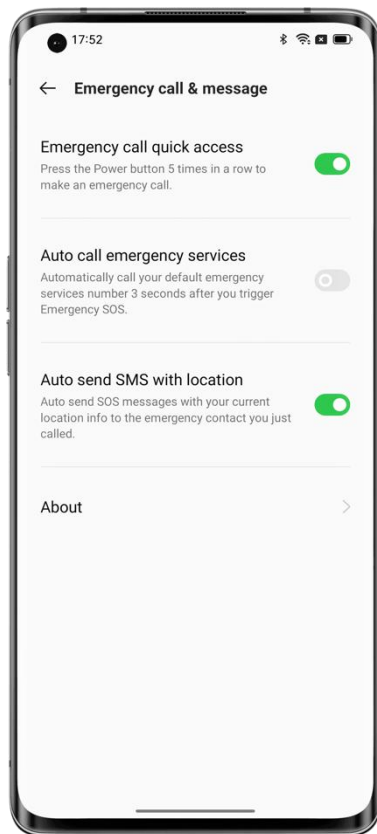 17:52
Emergency call & message
Emergency call quick access
Press the Power button 5 times in a row to
make an emergency call.
Auto call emergency services
Automatically call your default emergency
services number 3 seconds after you trigger
Emergency SOS.
Auto send SMS with location
Auto send SOS messages with your current
location info to the emergency contact you just
called.
About